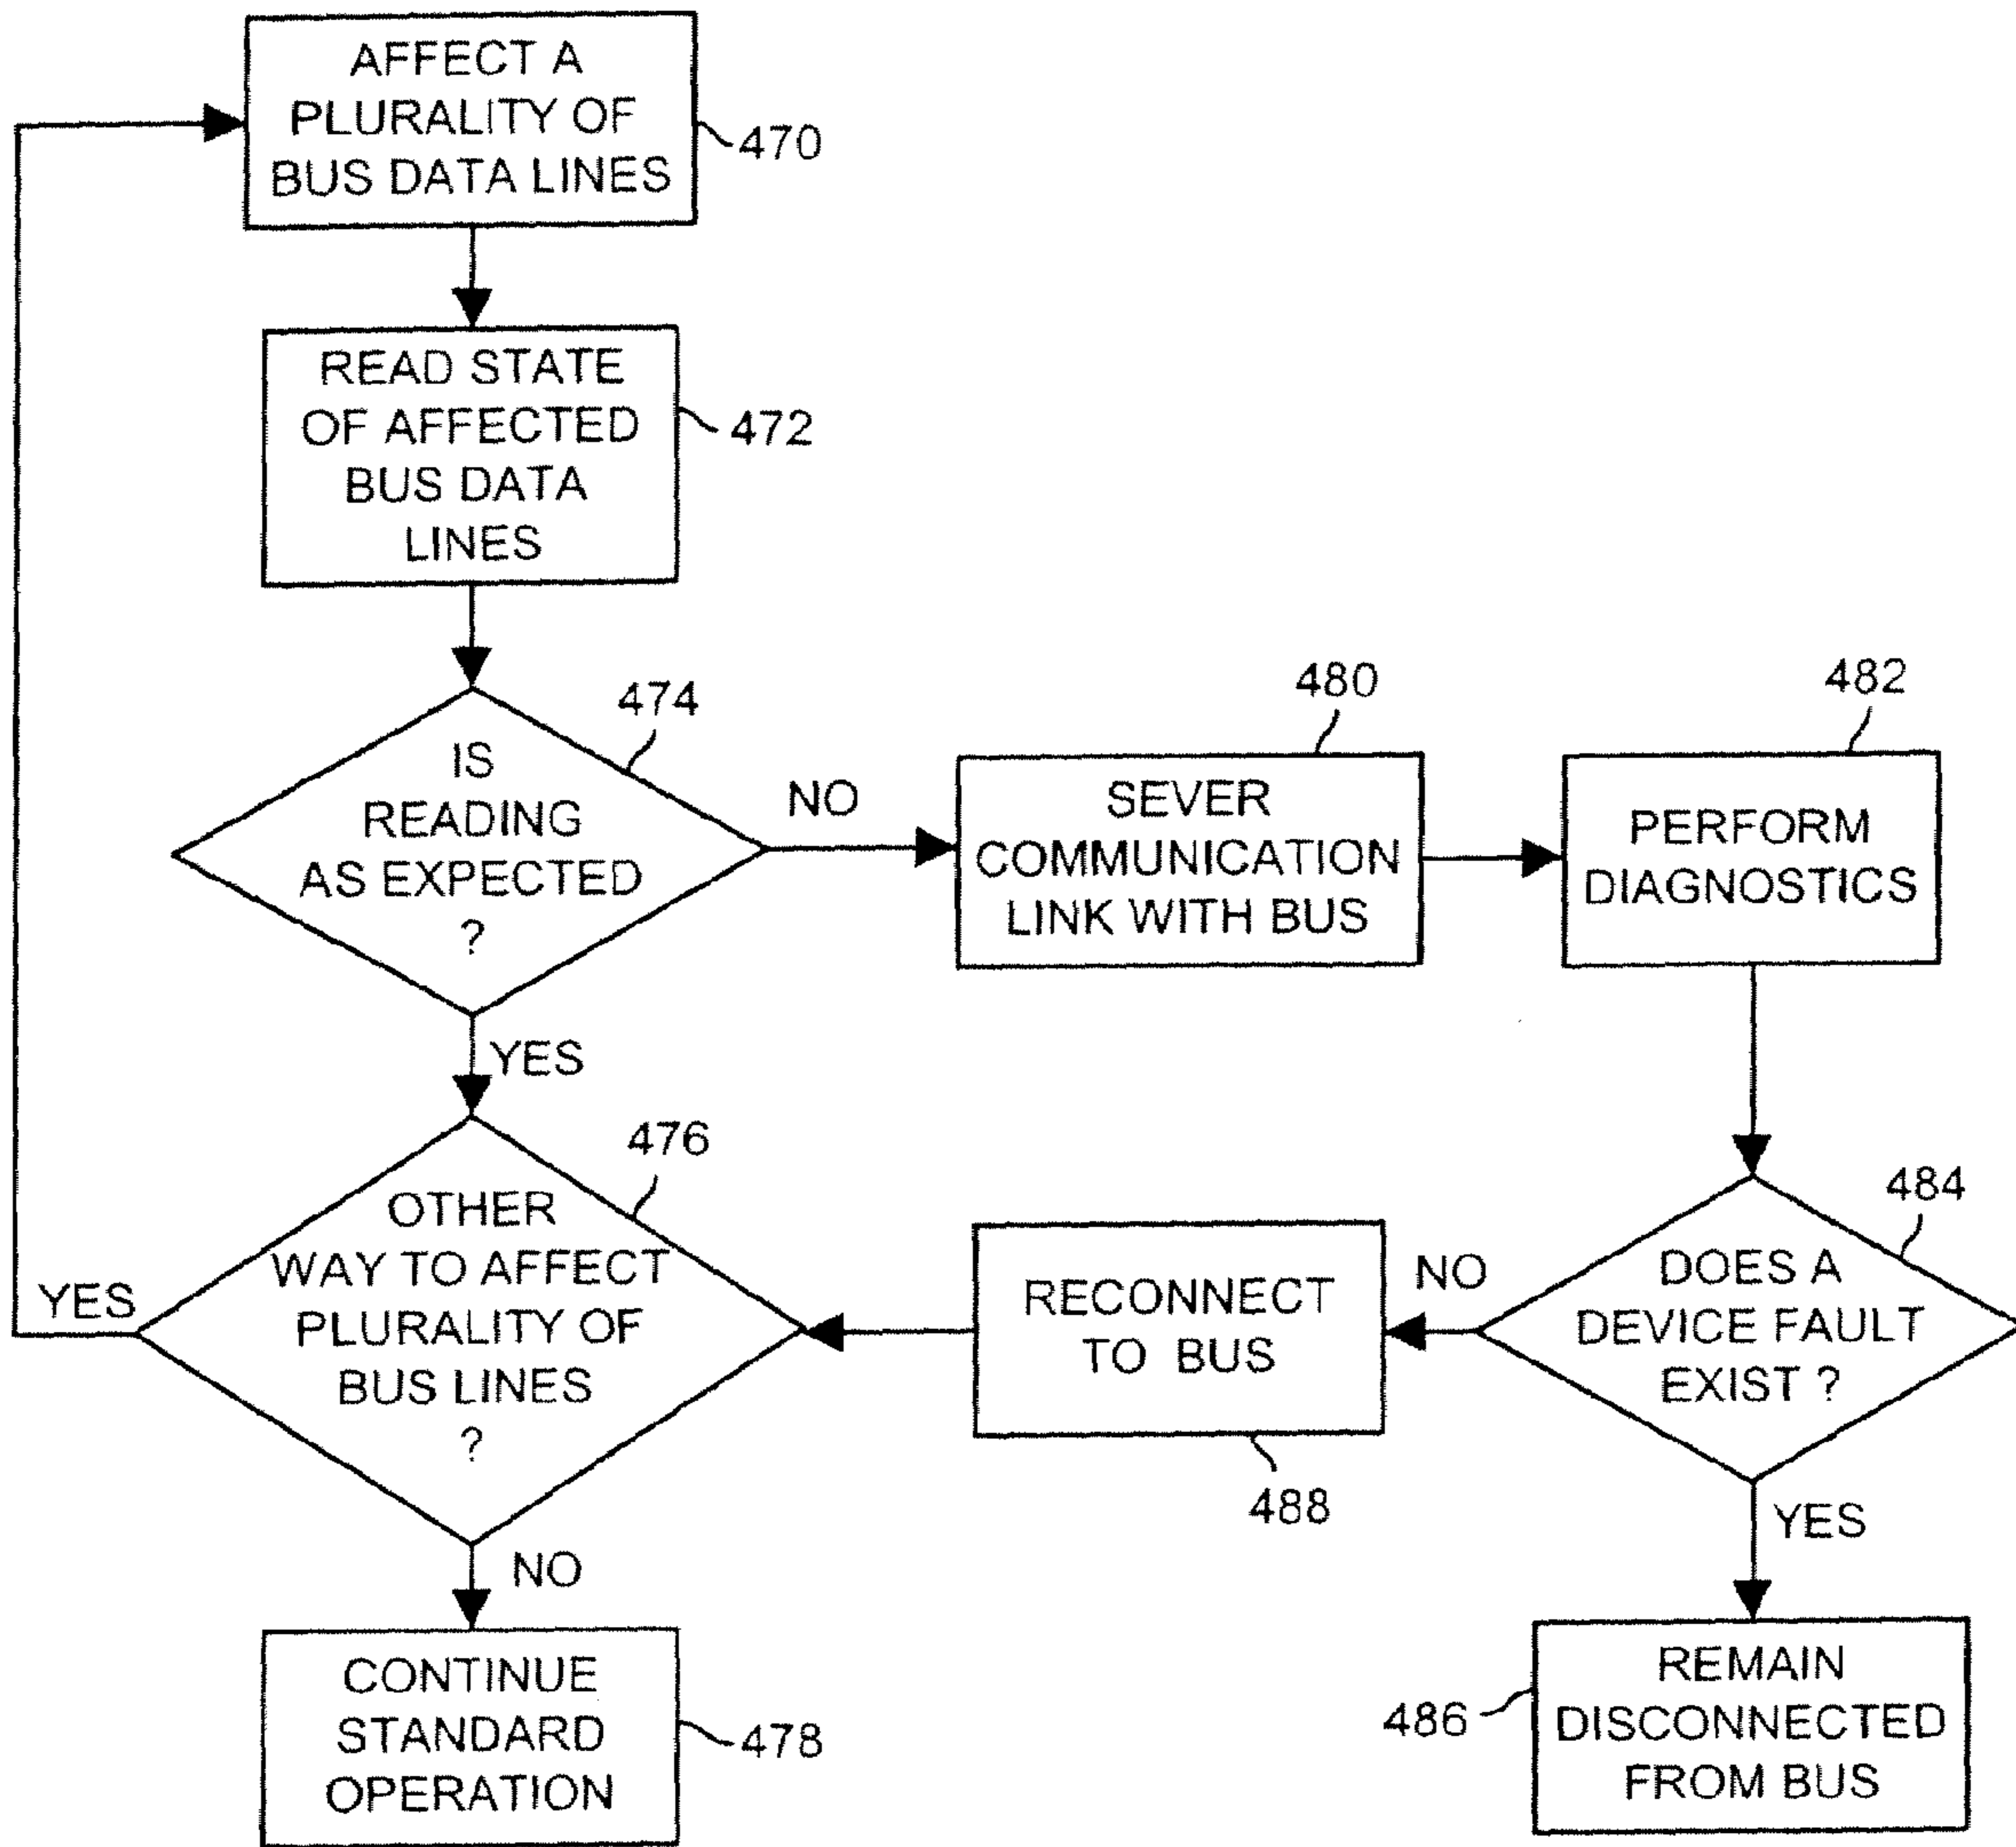 AFFECT A
PLURALITY OF
BUS DATA LINES
470
READ STATE
OF AFFECTED
BUS DATA
LINES
472
IS
READING
AS EXPECTED
?
474
NO
YES
SEVER
COMMUNICATION
LINK WITH BUS
480
PERFORM
DIAGNOSTICS
482
OTHER
WAY TO AFFECT
PLURALITY OF
BUS LINES
?
476
YES
NO
RECONNECT
TO BUS
488
NO
DOES A
DEVICE FAULT
EXIST ?
484
YES
CONTINUE
STANDARD
OPERATION
478
REMAIN
DISCONNECTED
FROM BUS
486